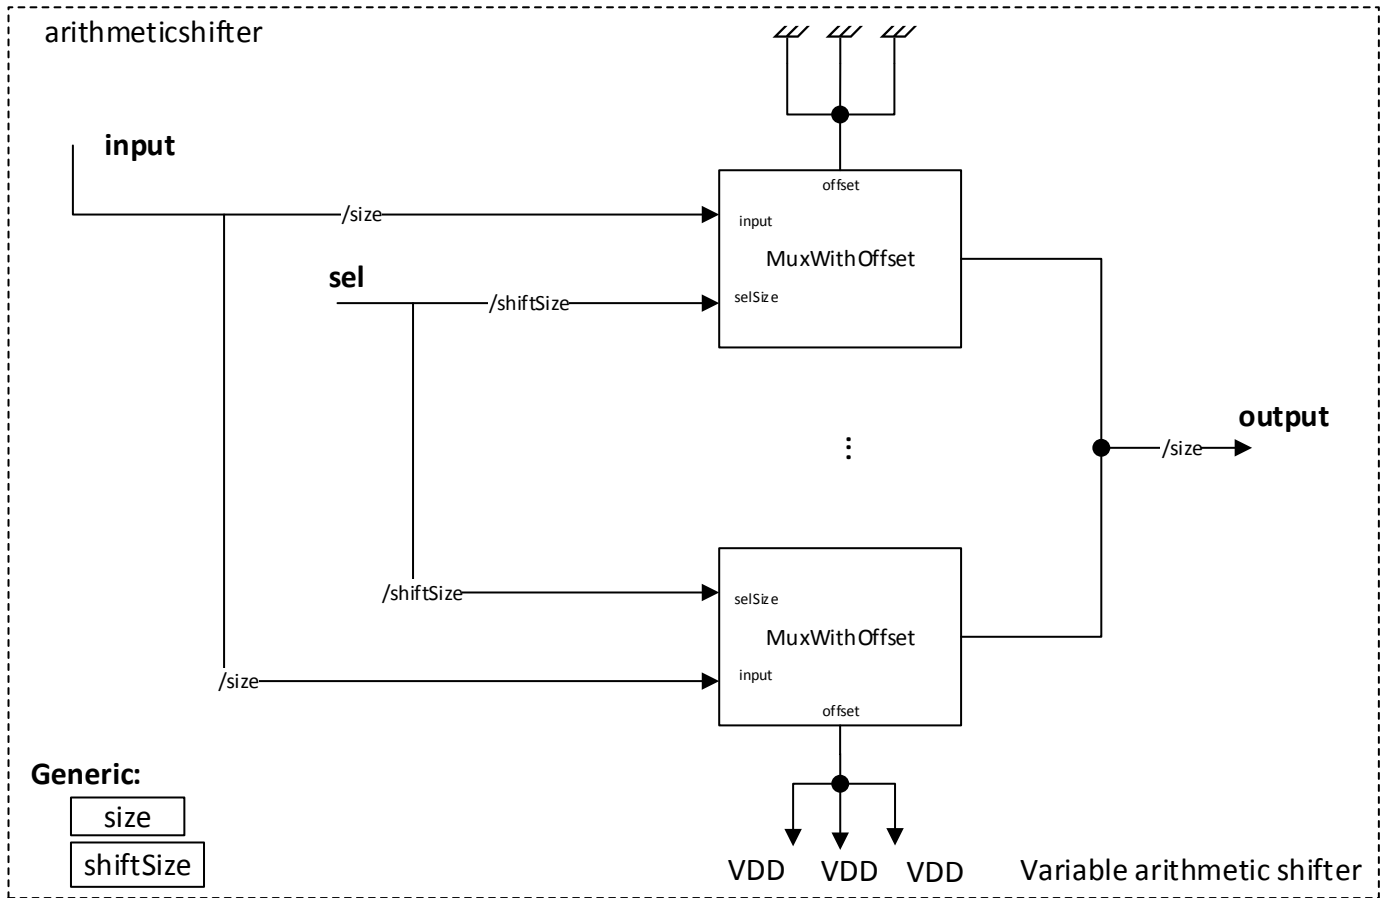 arithmeticshifter
input
offset
/size
input
MuxWithOffset
sel
/shiftSize
selSize
output
/size
/shiftSize
selSize
MuxWithOffset
/size
input
offset
Generic:
size
shiftSize
VDD VDD VDD
Variable arithmetic shifter